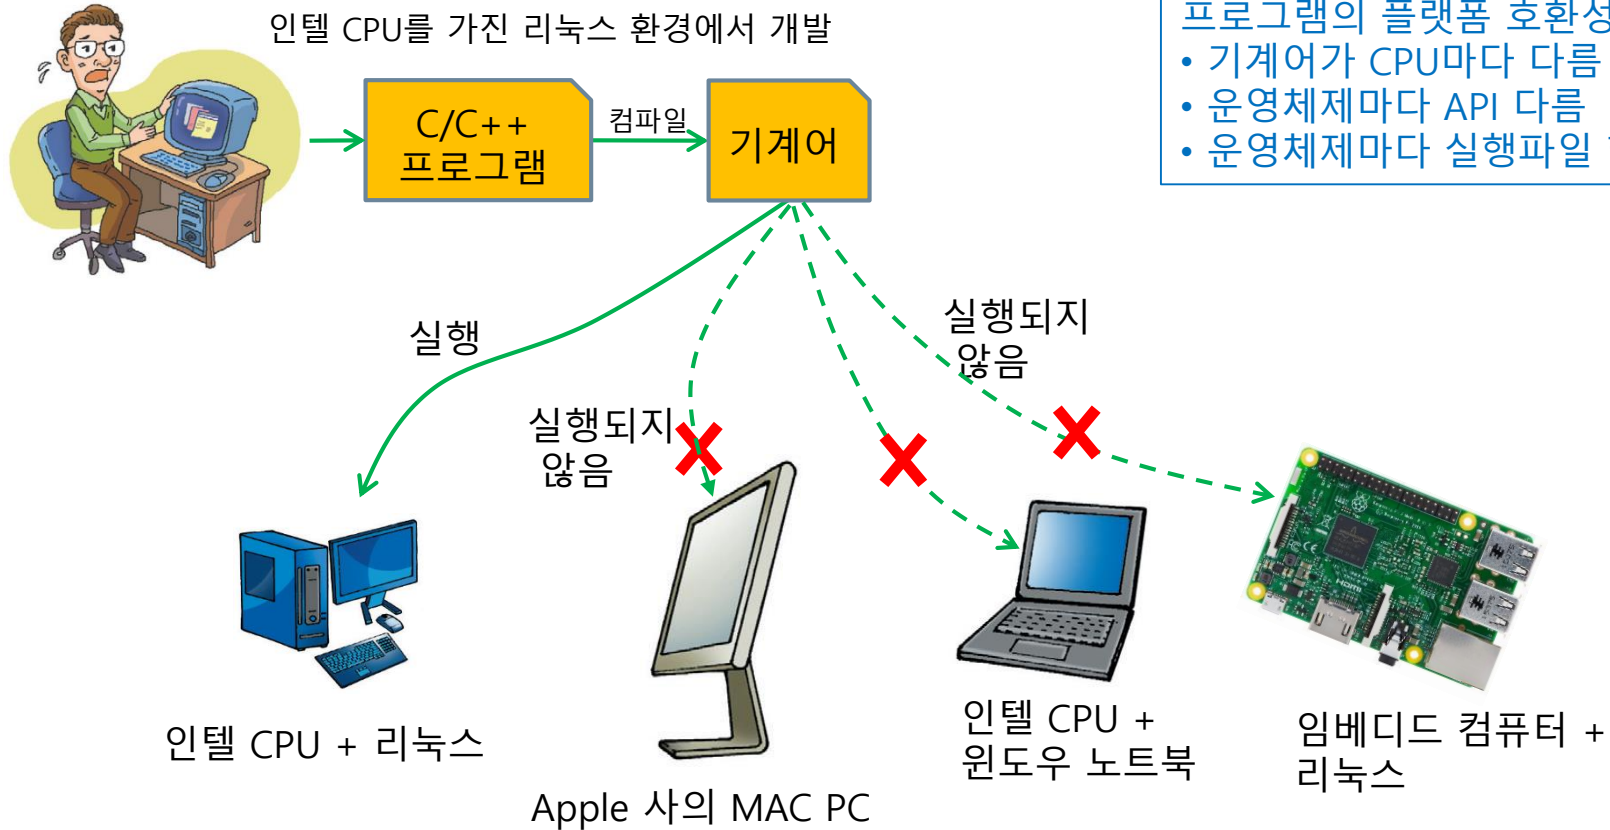 인텔 CPU를 가진 리눅스 환경에서 개발
프로그램의 플랫폼 호환성
• 기계어가 CPU마다 다름
• 운영체제마다 API 다름
• 운영체제마다 실행파일
C/C++
프로그램
컴파일
기계어
실행
실행되지
않음
실행되지
않음
인텔 CPU + 리눅스
Apple 사의 MAC PC
인텔 CPU +
윈도우 노트북
임베디드 컴퓨터 +
리눅스